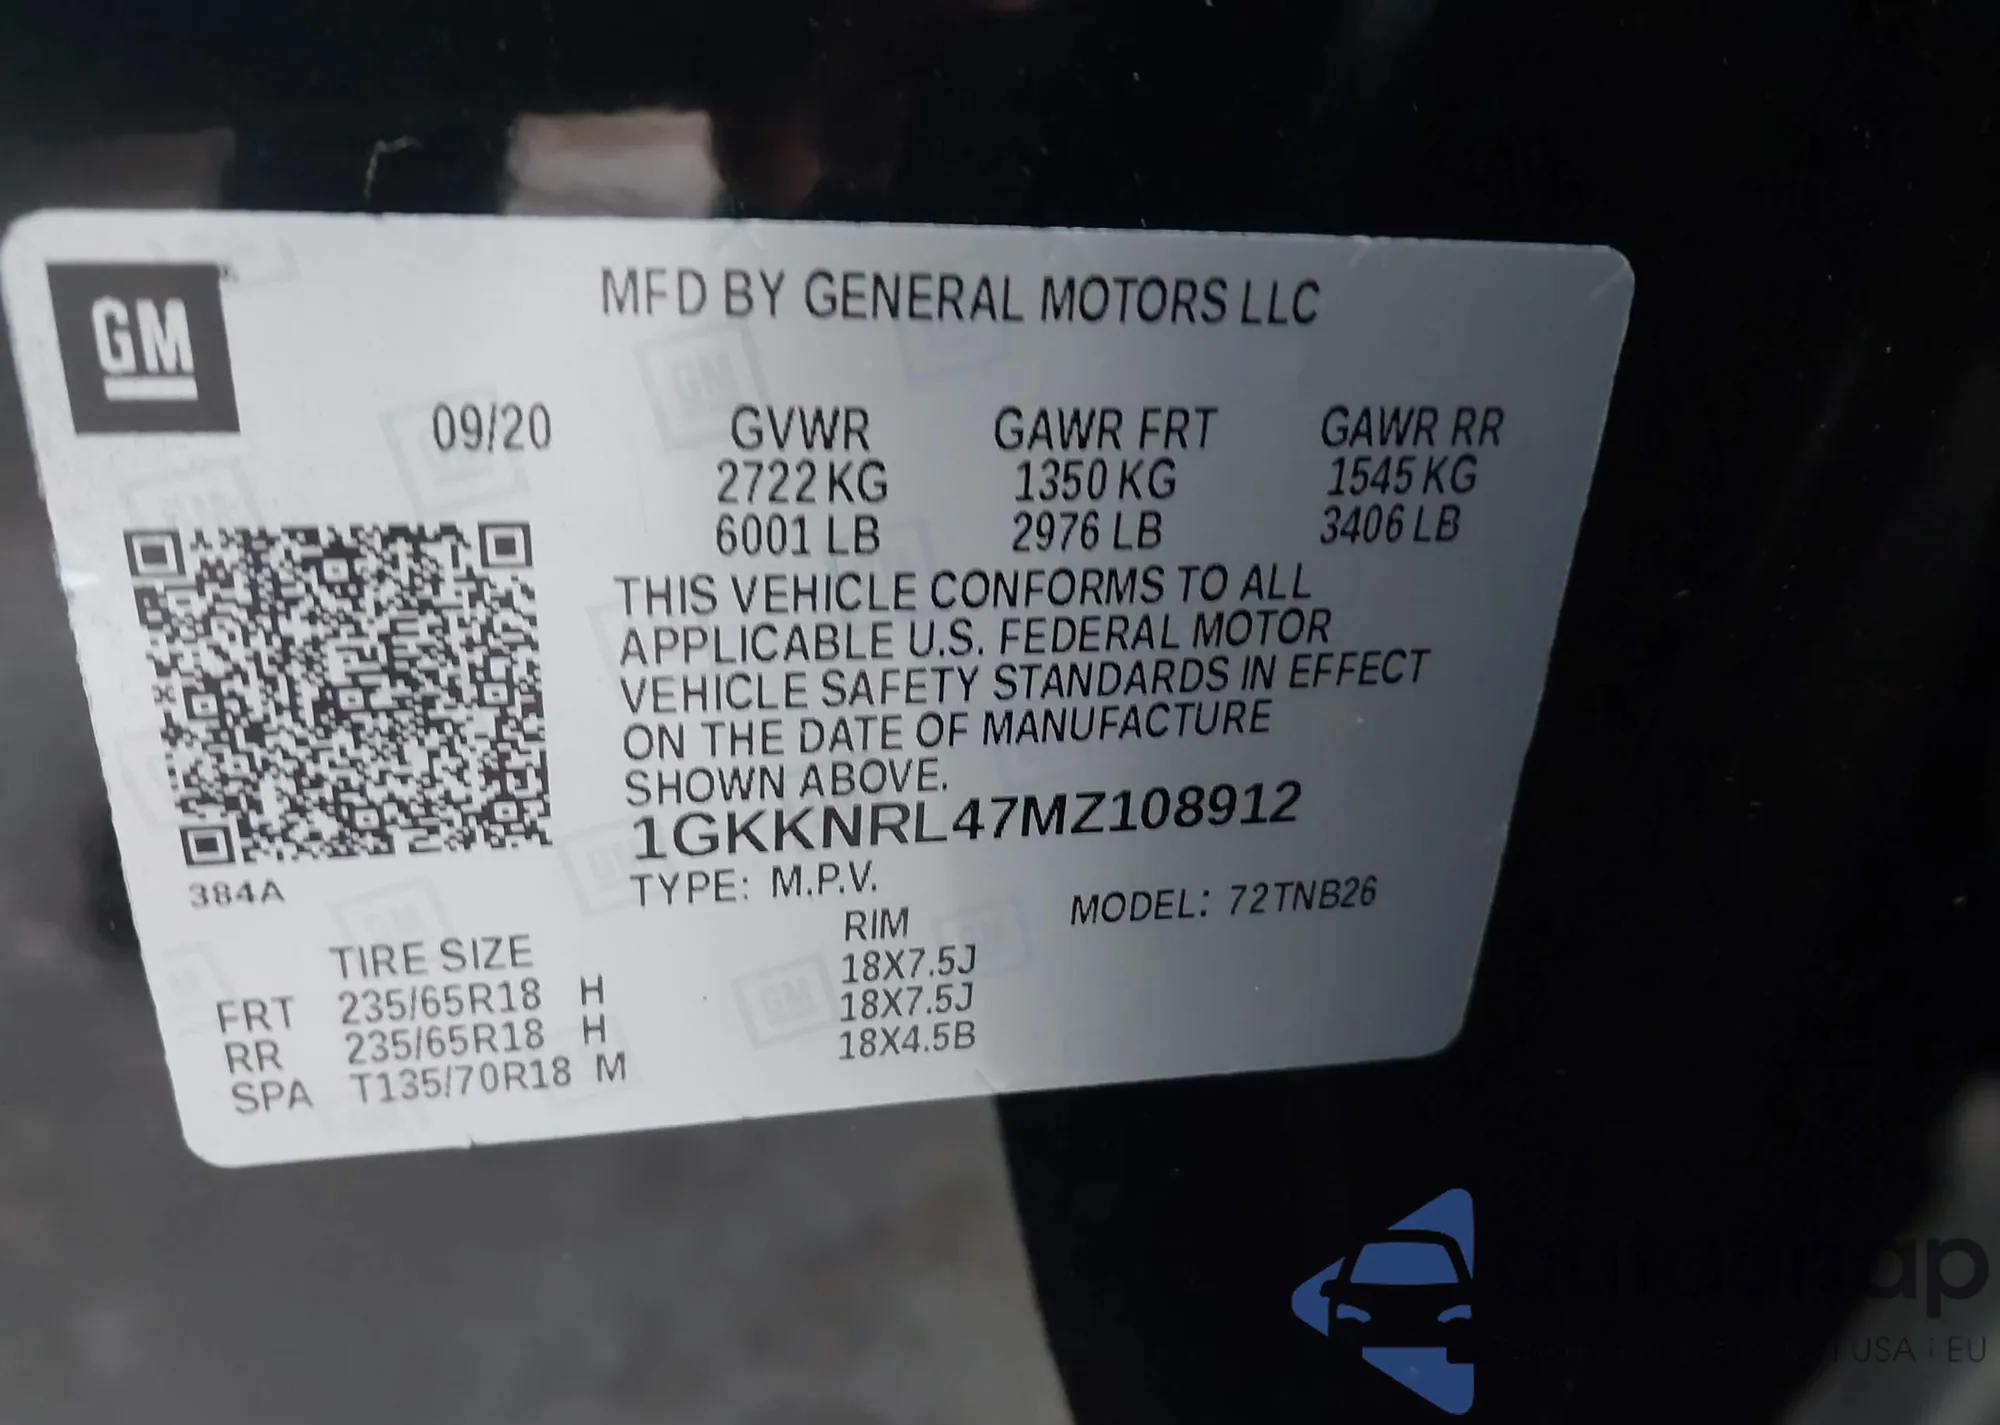 GM
MFD BY GENERAL MOTORS LLC
09/20
GVWR GAWR FRT GAWR RR
2722 KG 1350 KG 1545 KG
6001 LB 2976 LB 3406 LB
THIS VEHICLE CONFORMS TO ALL
APPLICABLE U.S. FEDERAL MOTOR
VEHICLE SAFETY STANDARDS IN EFFECT
ON THE DATE OF MANUFACTURE
SHOWN ABOVE.
1GKKNRL47MZ108912
384A
TYPE: M.P.V. MODEL: 72TNB26
TIRE SIZE RIM
FRT 235/65R18 H 18X7.5J
RR 235/65R18 H 18X7.5J
SPA T135/70R18 M 18X4.5B
USA | EU